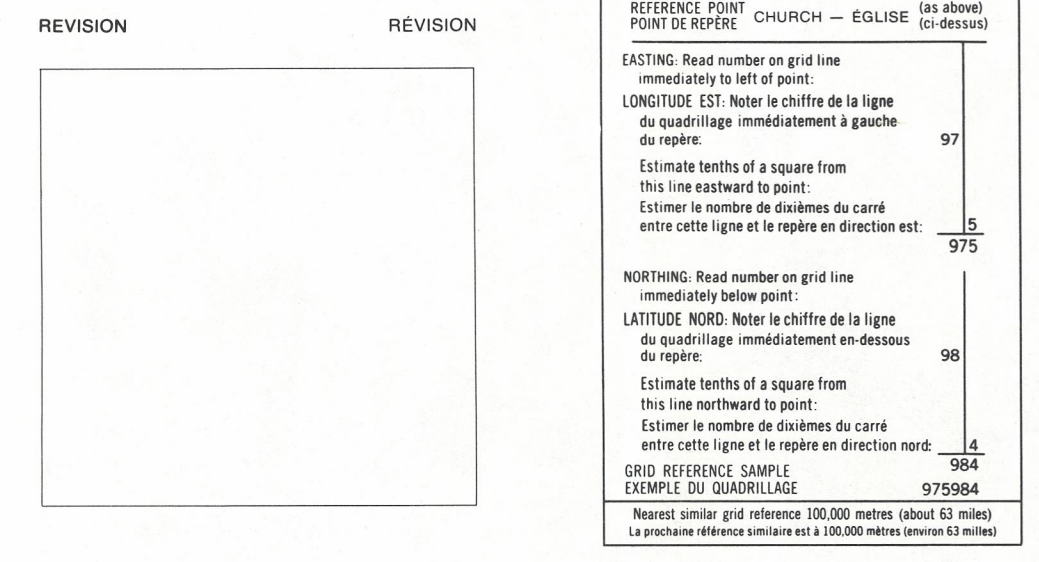 REVISION RÉVISION
REFERENCE POINT
POINT DE REPÈRE CHURCH — ÉGLISE (as above)
(ci-dessus)
EASTING: Read number on grid line
immediately to left of point:
LONGITUDE EST: Noter le chiffre de la ligne
du quadrillage immédiatement à gauche
du repère: 97
Estimate tenths of a square from
this line eastward to point:
Estimer le nombre de dixièmes du carré
entre cette ligne et le repère en direction est: 5
975
NORTHING: Read number on grid line
immediately below point:
LATITUDE NORD: Noter le chiffre de la ligne
du quadrillage immédiatement en-dessous
du repère: 98
Estimate tenths of a square from
this line northward to point:
Estimer le nombre de dixièmes du carré
entre cette ligne et le repère en direction nord: 4
984
GRID REFERENCE SAMPLE
EXEMPLE DU QUADRILLAGE 975984
Nearest similar grid reference 100,000 metres (about 63 miles)
La prochaine référence similaire est à 100,000 mètres (environ 63 milles)